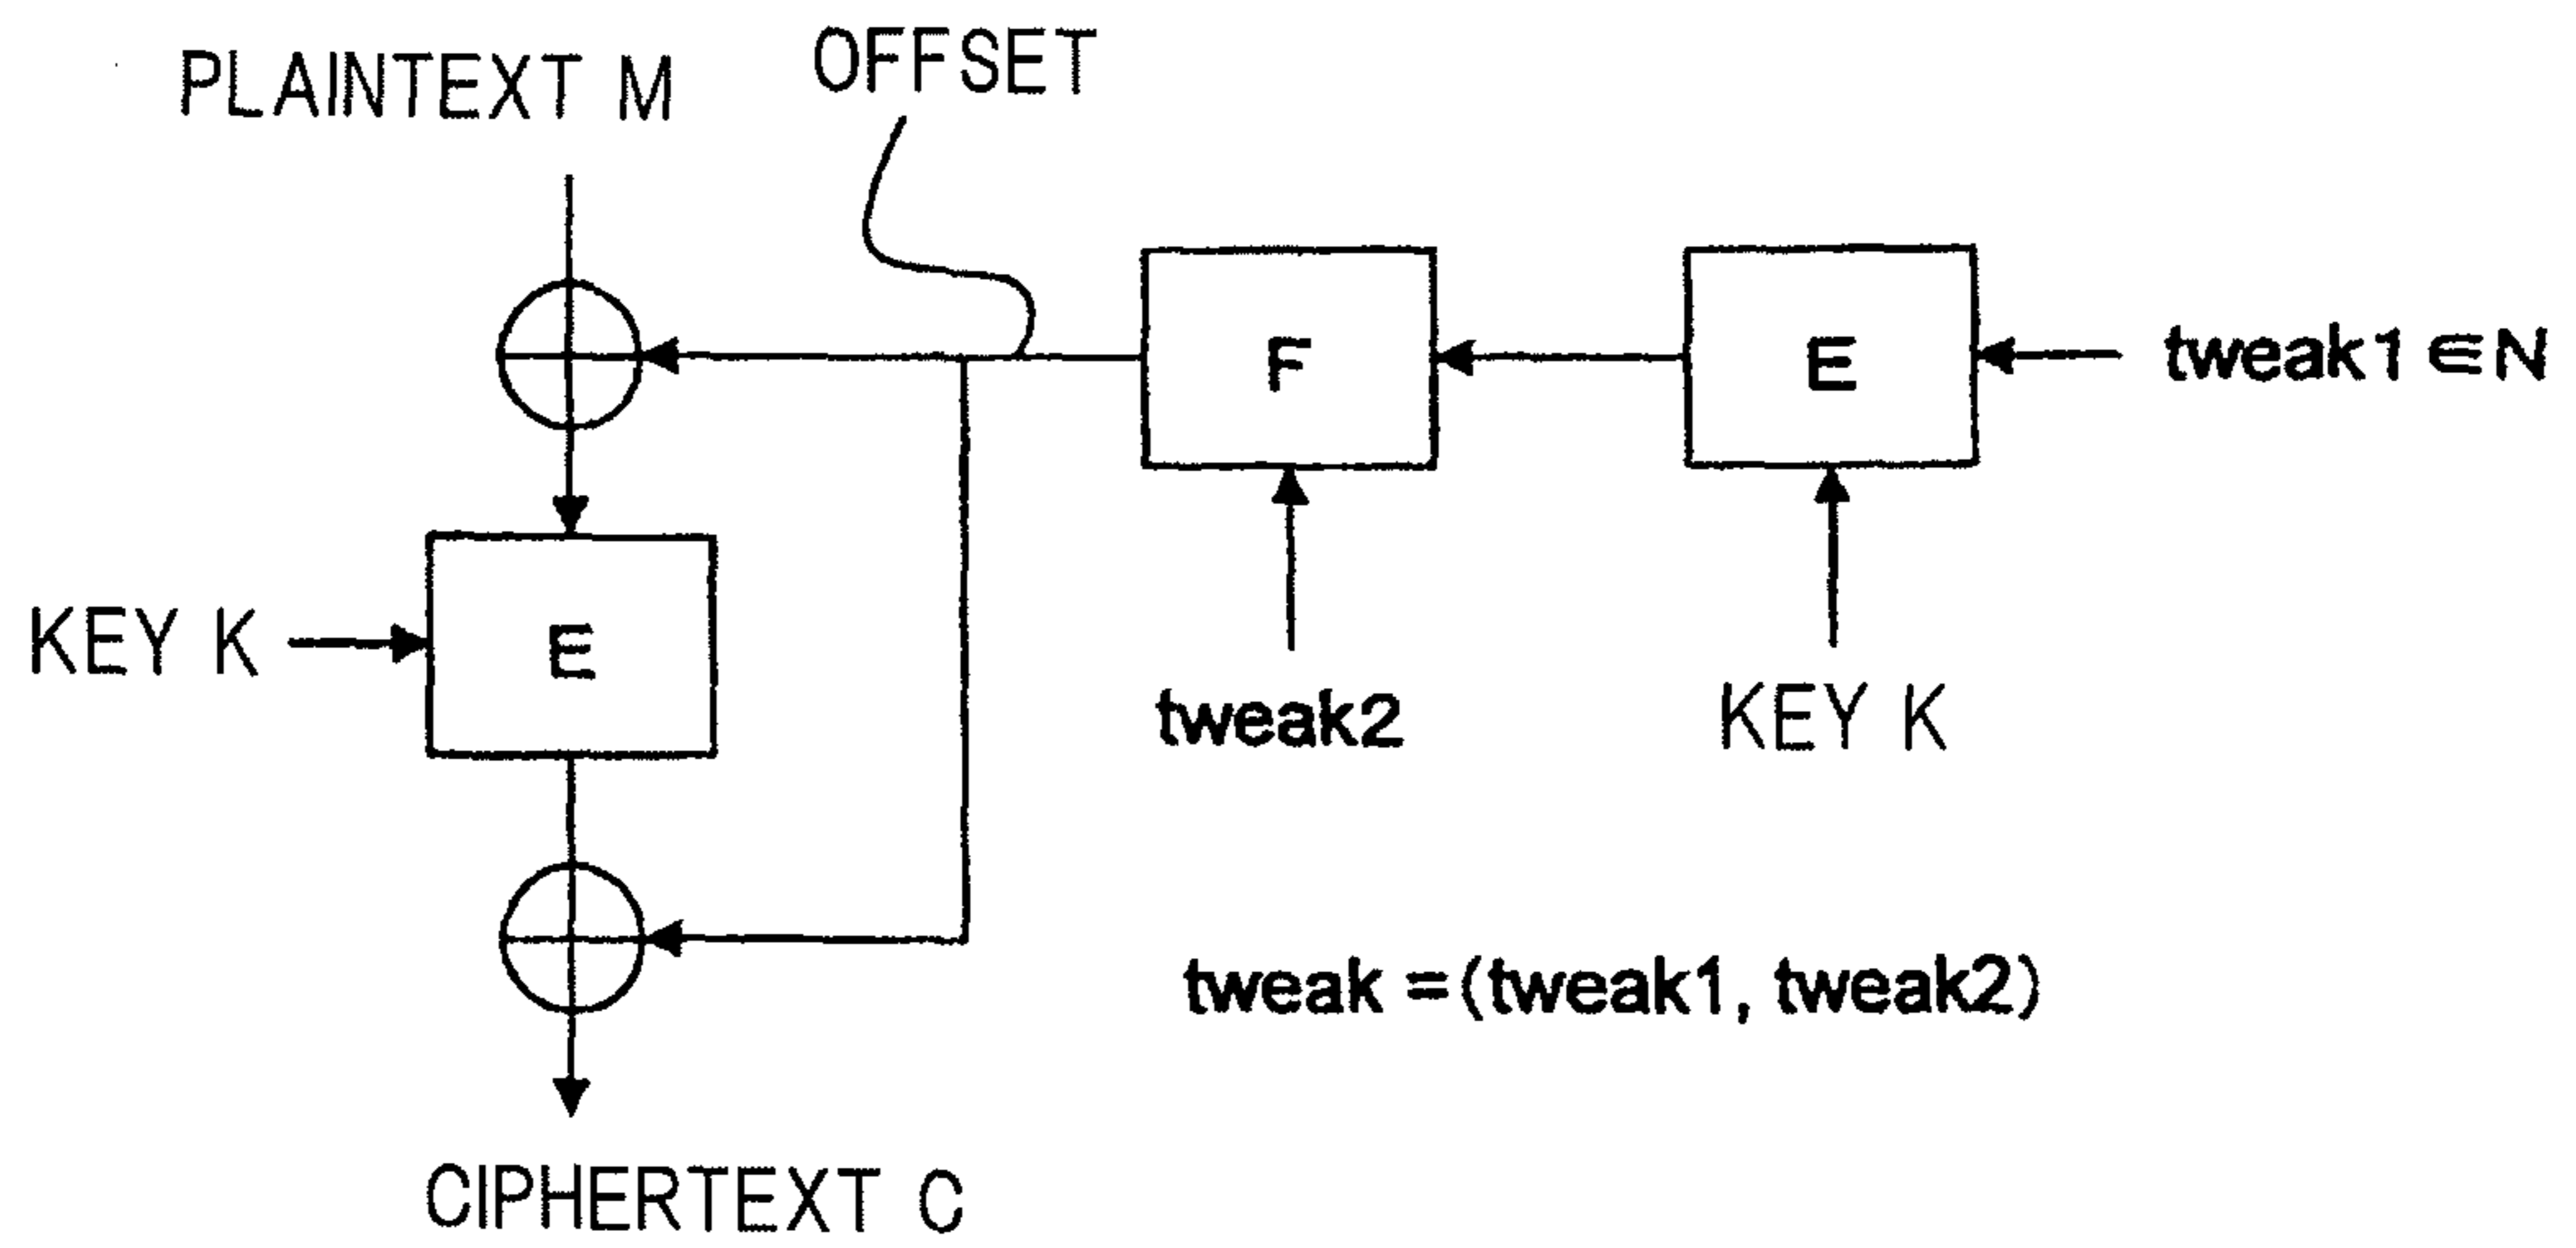 PLAINTEXT M
OFFSET
F
E
tweak1 ∈ N
KEY K
E
tweak2
KEY K
tweak =(tweak1, tweak2)
CIPHERTEXT C